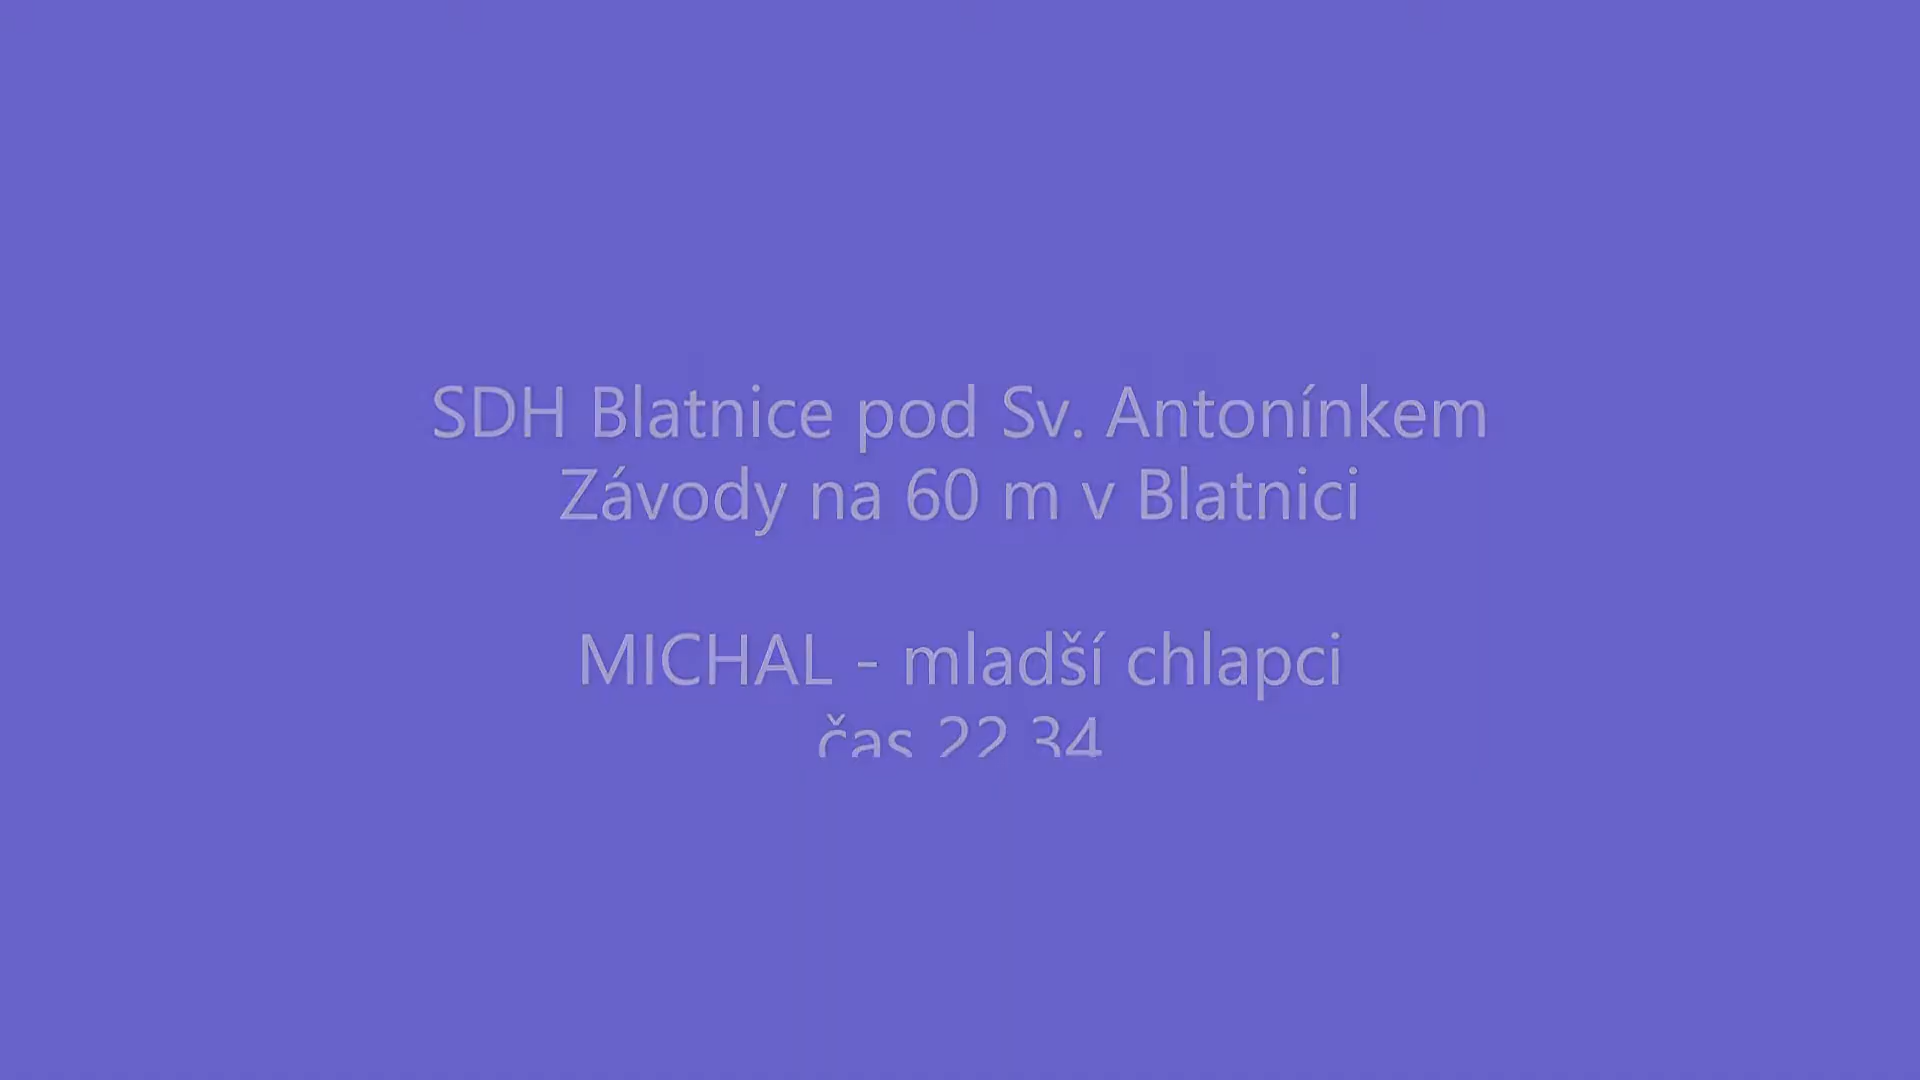 SDH Blatnice pod Sv. Antonínkem
Závody na 60 m v Blatnici
MICHAL - mladší chlapci
čas 22 34